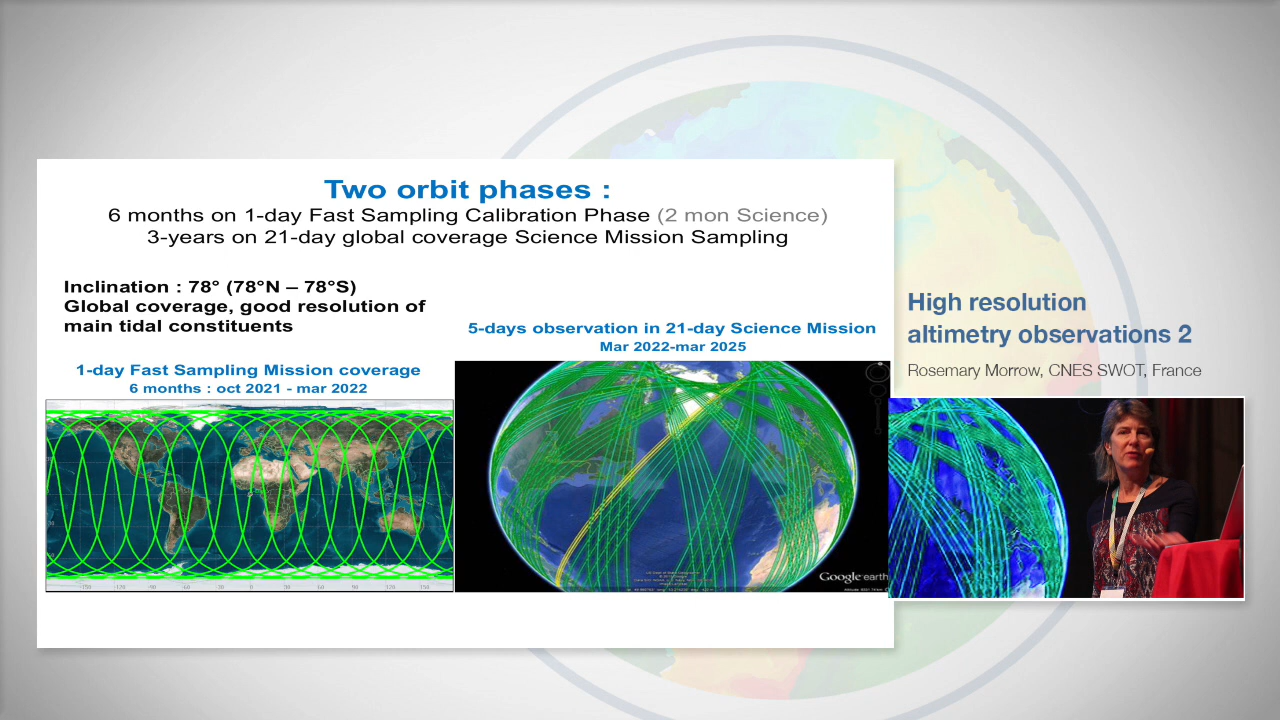 Two orbit phases :
6 months on 1-day Fast Sampling Calibration Phase (2 mon Science)
3-years on 21-day global coverage Science Mission Sampling
Inclination : 78° (78°N – 78°S)
Global coverage, good resolution of
main tidal constituents
1-day Fast Sampling Mission coverage
6 months : oct 2021 - mar 2022
5-days observation in 21-day Science Mission
Mar 2022-mar 2025
Google earth
High resolution
altimetry observations 2
Rosemary Morrow, CNES SWOT, France